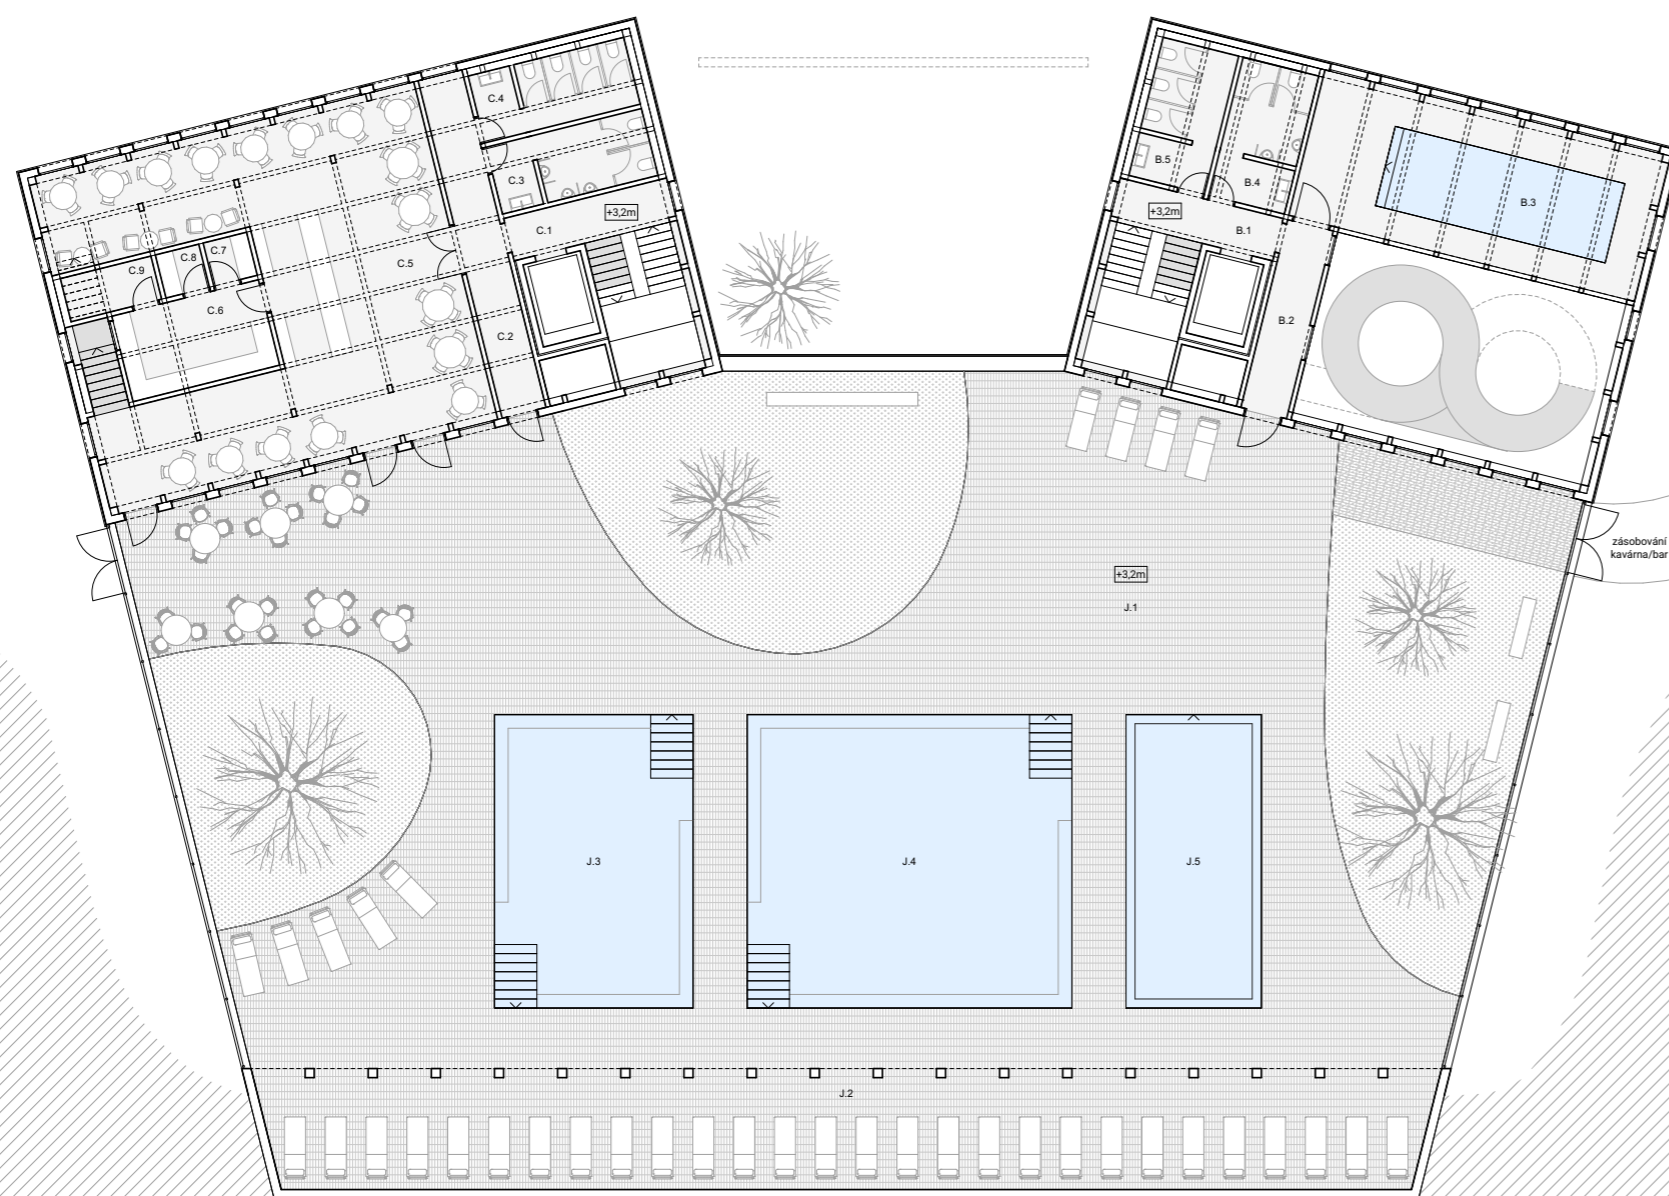 C.4
C.3
+3,2m
C.1
C.7
C.8
C.9
C.5
C.6
C.2
B.5
B.4
B.3
+3,2m
B.1
B.2
zásobování
kavárna/bar
+3,2m
J.1
J.3
J.4
J.5
J.2